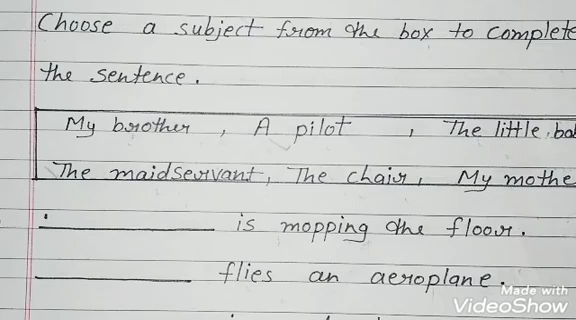 Choose a subject from the box to complete
the sentence.
My brother , A pilot , The little
The maidservant, The chair, My
is mopping the floor.
flies an aeroplane.
Made with
VideoShow